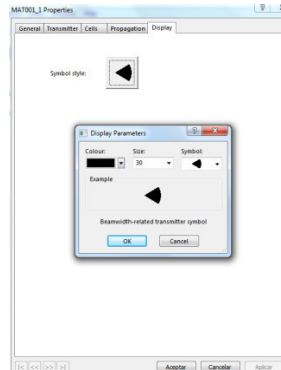 MAT001_1 Properties
General Transmitter Cells Propagation Display
Symbol style:
Display Parameters
Colour: Size: Symbol:
30
Example
Beamwidth-related transmitter symbol
OK Cancel
|< << >> >| Aceptar Cancelar Aplicar